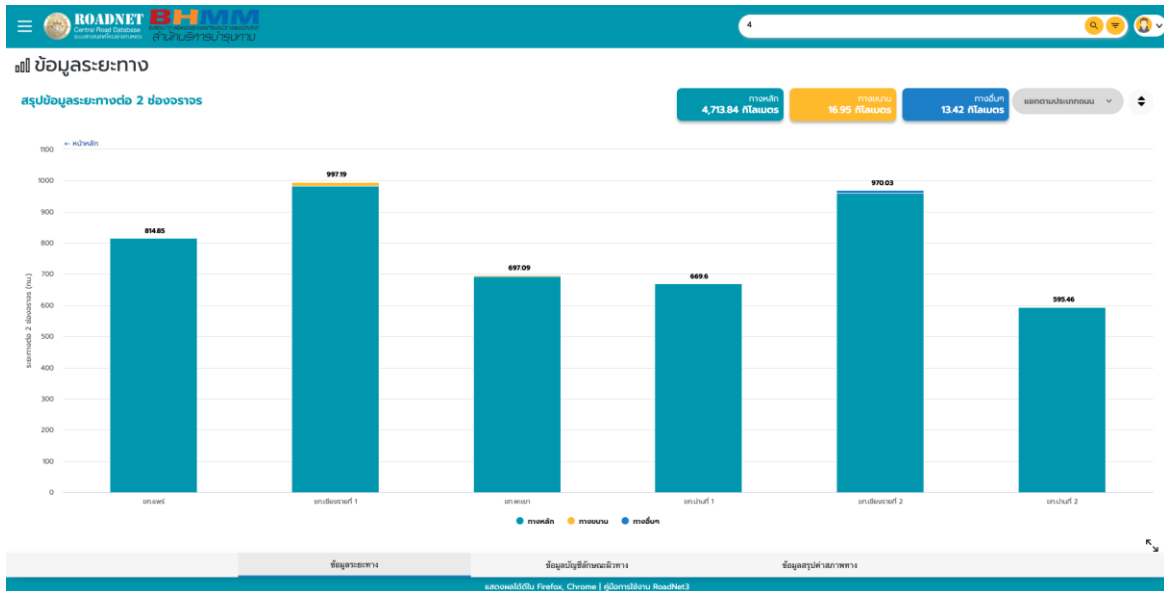 ROADNET
Central Road Database
BHMM
สำนักบริหารบำรุงทาง
4
ข้อมูลระยะทาง
สรุปข้อมูลระยะทางต่อ 2 ช่องจราจร
ทางหลัก
4,713.84 กิโลเมตร
ทางขนาน
16.95 กิโลเมตร
ทางอื่นๆ
13.42 กิโลเมตร
แยกตามประเภทถนน
← หน้าหลัก
ระยะทางต่อ 2 ช่องจราจร (กม.)
1100
1000
900
800
700
600
500
400
300
200
100
0
814.85
997.19
697.09
669.6
970.03
595.46
ขท.แพร่
ขท.เชียงรายที่ 1
ขท.พะเยา
ขท.น่านที่ 1
ขท.เชียงรายที่ 2
ขท.น่านที่ 2
ทางหลัก ทางขนาน ทางอื่นๆ
ข้อมูลระยะทาง ข้อมูลบัญชีลักษณะผิวทาง ข้อมูลสรุปค่าสภาพทาง
แสดงผลได้ดีใน Firefox, Chrome | คู่มือการใช้งาน RoadNet3